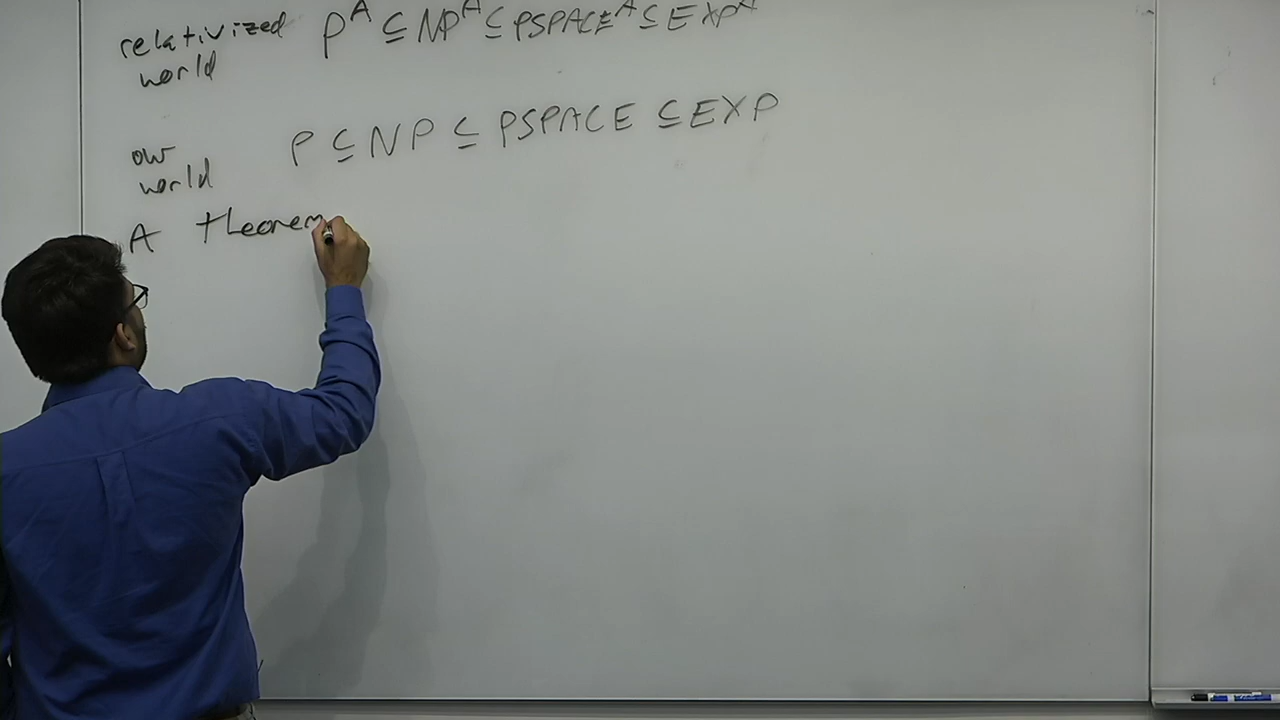 relativized P^A ⊆ NP^A ⊆ PSPACE^A ⊆ EXP^A
world
our P ⊆ NP ⊆ PSPACE ⊆ EXP
world
A theorem